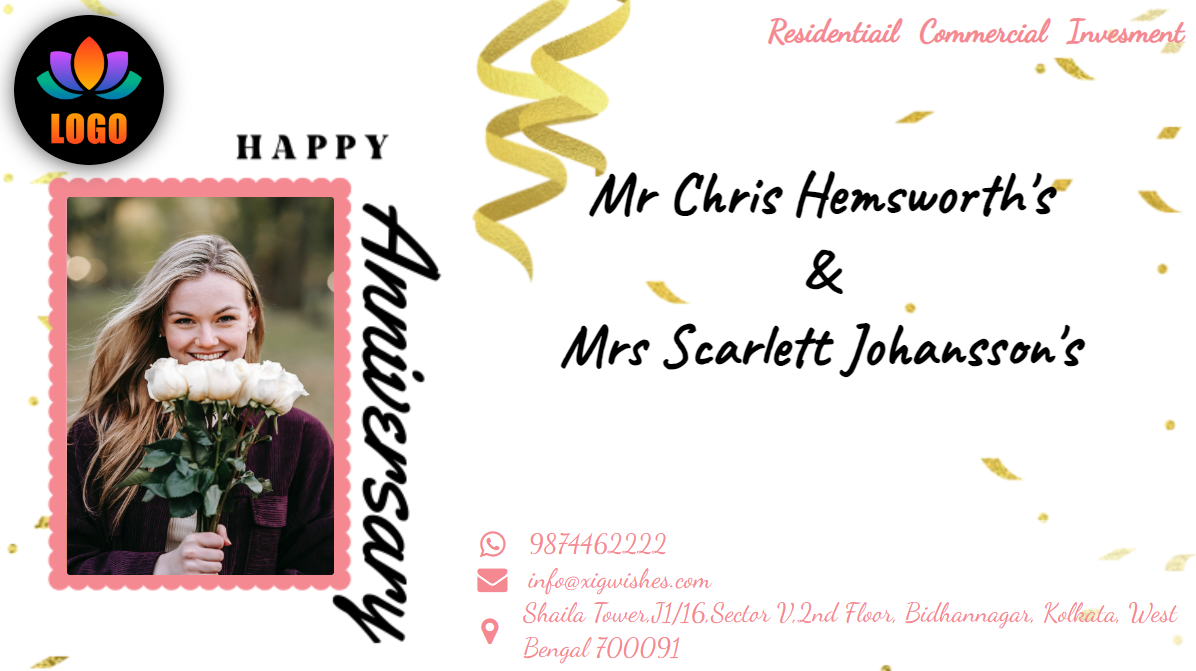 LOGO
Residentiail Commercial Invesment
HAPPY
Anniversary
Mr Chris Hemsworth's
&
Mrs Scarlett Johansson's
9874462222
info@xigwishes.com
Shaila Tower,J1/16,Sector V,2nd Floor, Bidhannagar, Kolkata, West
Bengal 700091